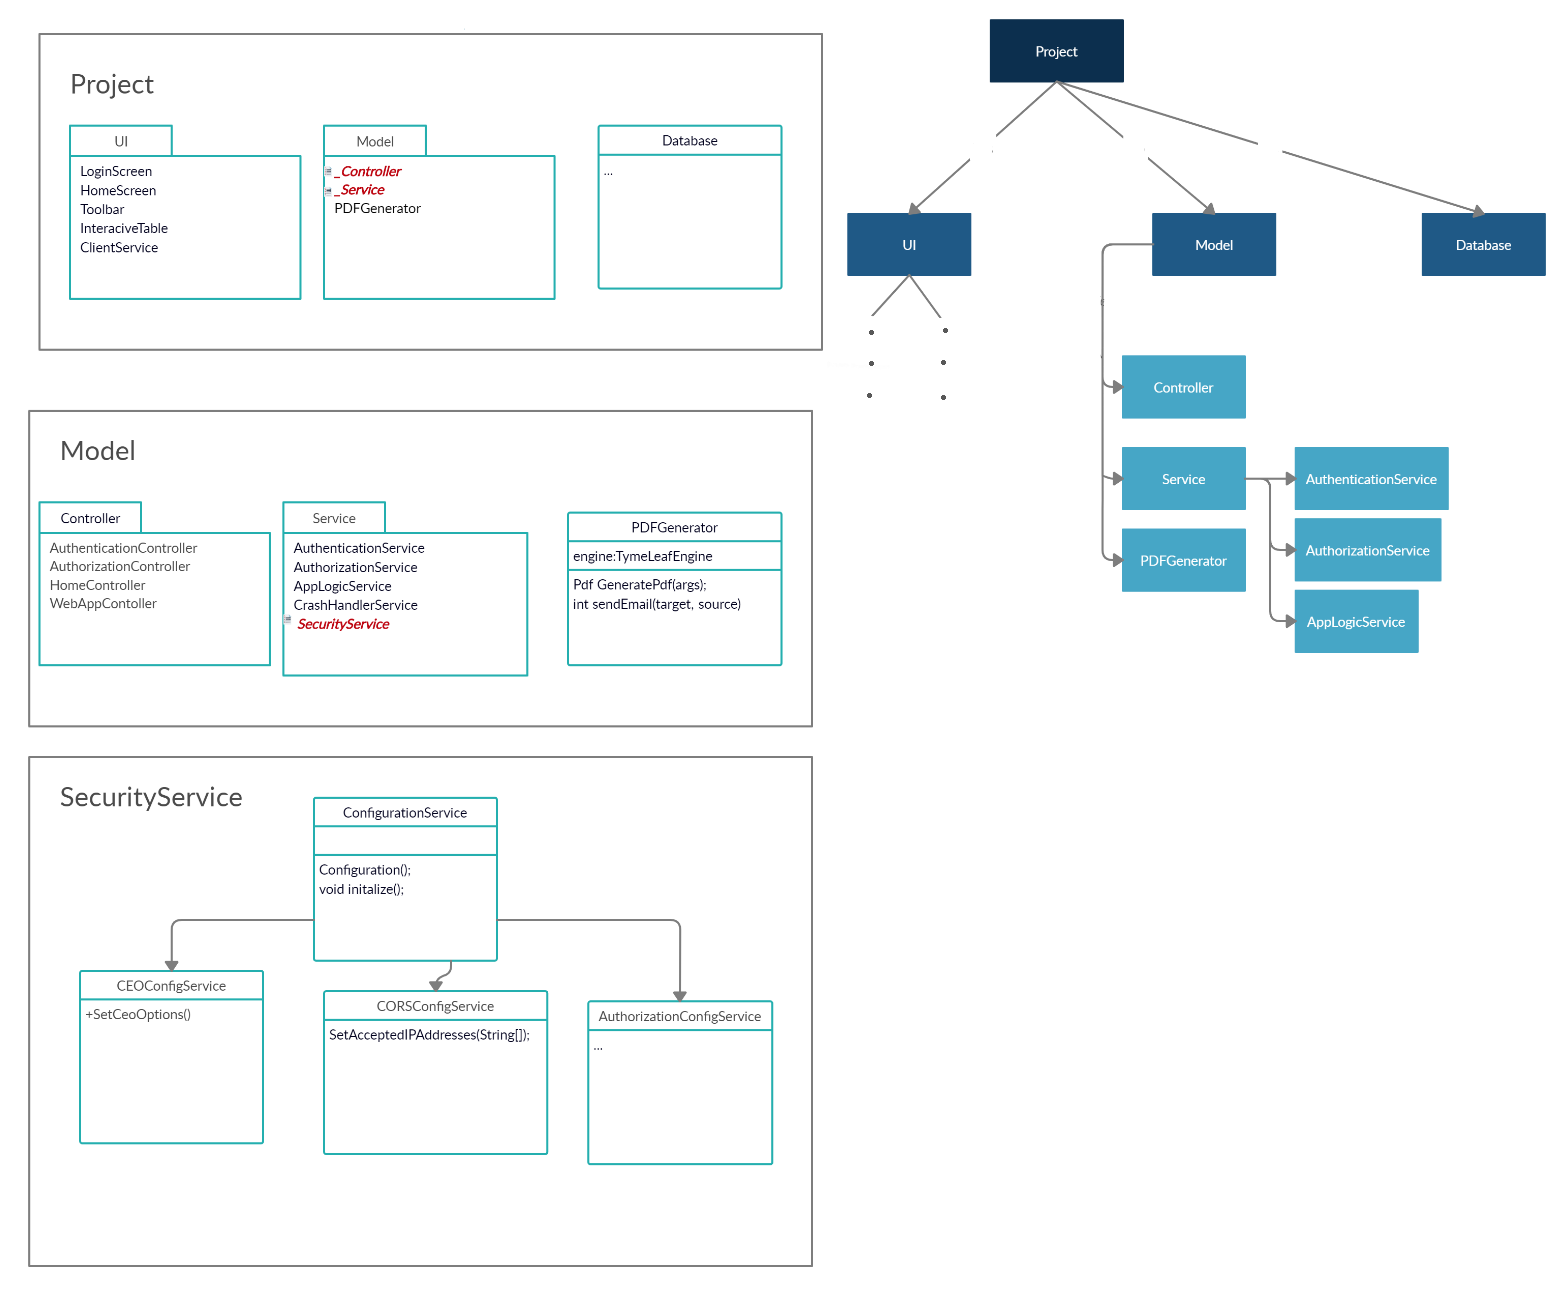 Project
UI
LoginScreen
HomeScreen
Toolbar
InteraciveTable
ClientService
Model
_Controller
_Service
PDFGenerator
Database
...
Model
Controller
AuthenticationController
AuthorizationController
HomeController
WebAppContoller
Service
AuthenticationService
AuthorizationService
AppLogicService
CrashHandlerService
SecurityService
PDFGenerator
engine:TymeLeafEngine
Pdf GeneratePdf(args);
int sendEmail(target, source)
SecurityService
ConfigurationService
Configuration();
void initalize();
CEOConfigService
+SetCeoOptions()
CORSConfigService
SetAcceptedIPAddresses(String[]);
AuthorizationConfigService
...
Project
UI
Model
Database
Controller
Service
PDFGenerator
AuthenticationService
AuthorizationService
AppLogicService